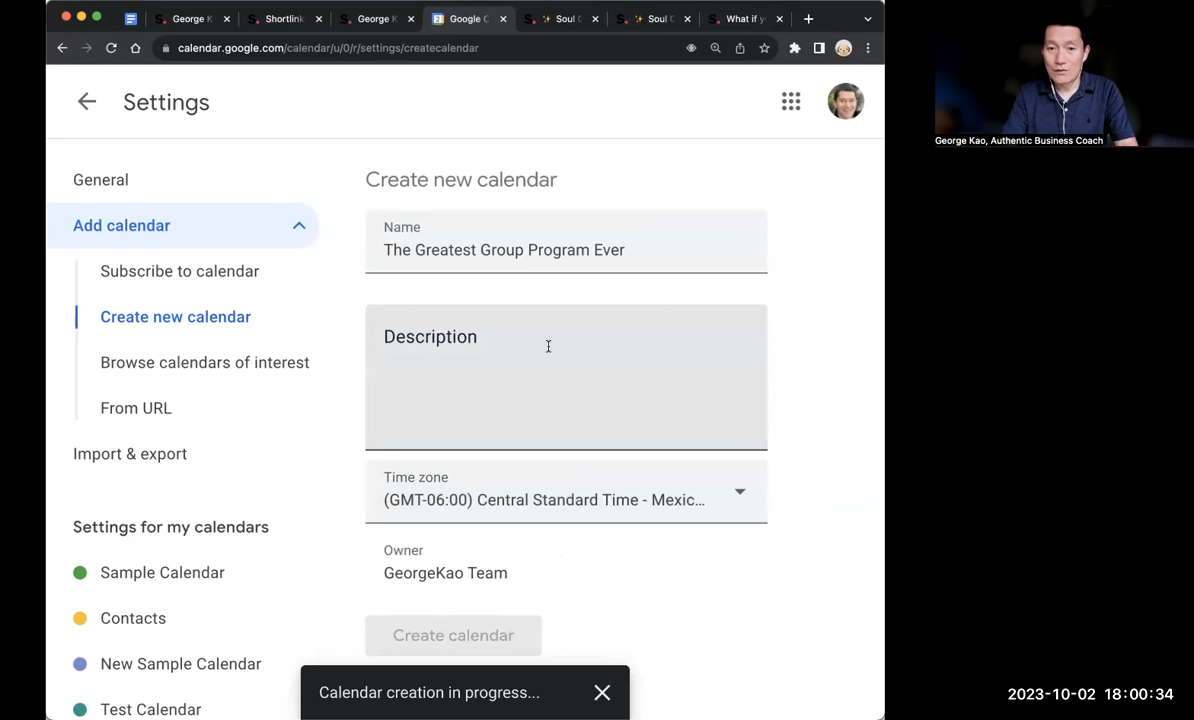 George K
Shortlink
George K
Google C
Soul C
Soul C
What if y
calendar.google.com/calendar/u/0/r/settings/createcalendar
George Kao, Authentic Business Coach
Settings
General
Add calendar
Subscribe to calendar
Create new calendar
Browse calendars of interest
From URL
Import & export
Settings for my calendars
Sample Calendar
Contacts
New Sample Calendar
Test Calendar
Create new calendar
Name
The Greatest Group Program Ever
Description
Time zone
(GMT-06:00) Central Standard Time - Mexic...
Owner
GeorgeKao Team
Create calendar
Calendar creation in progress...
2023-10-02 18:00:34